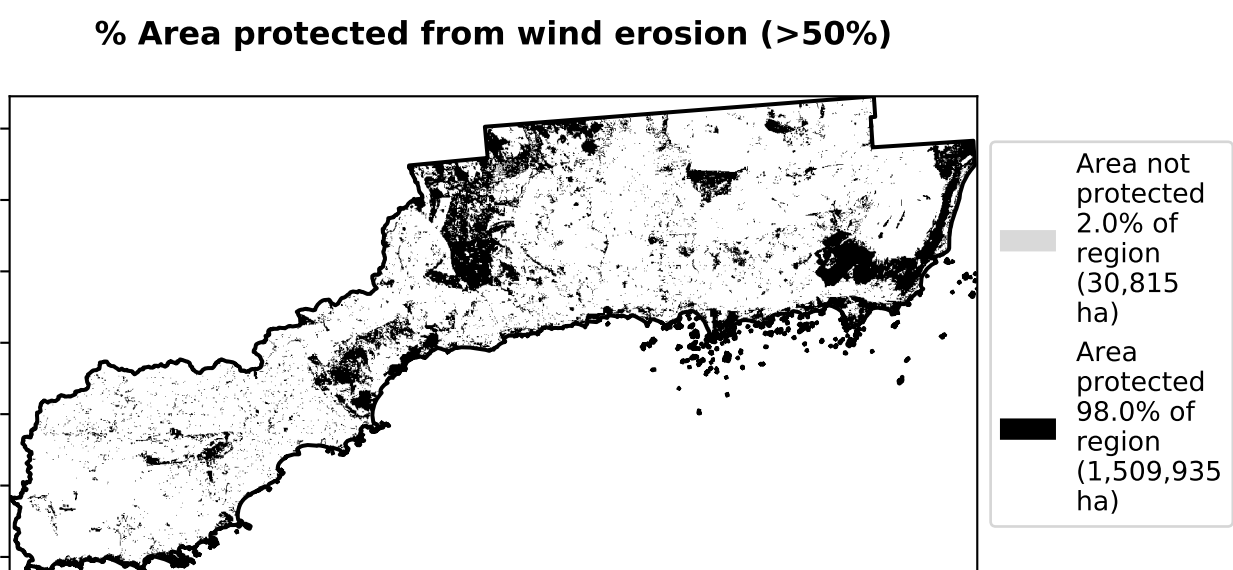 % Area protected from wind erosion (>50%)
Area not
protected
2.0% of
region
(30,815
ha)
Area
protected
98.0% of
region
(1,509,935
ha)